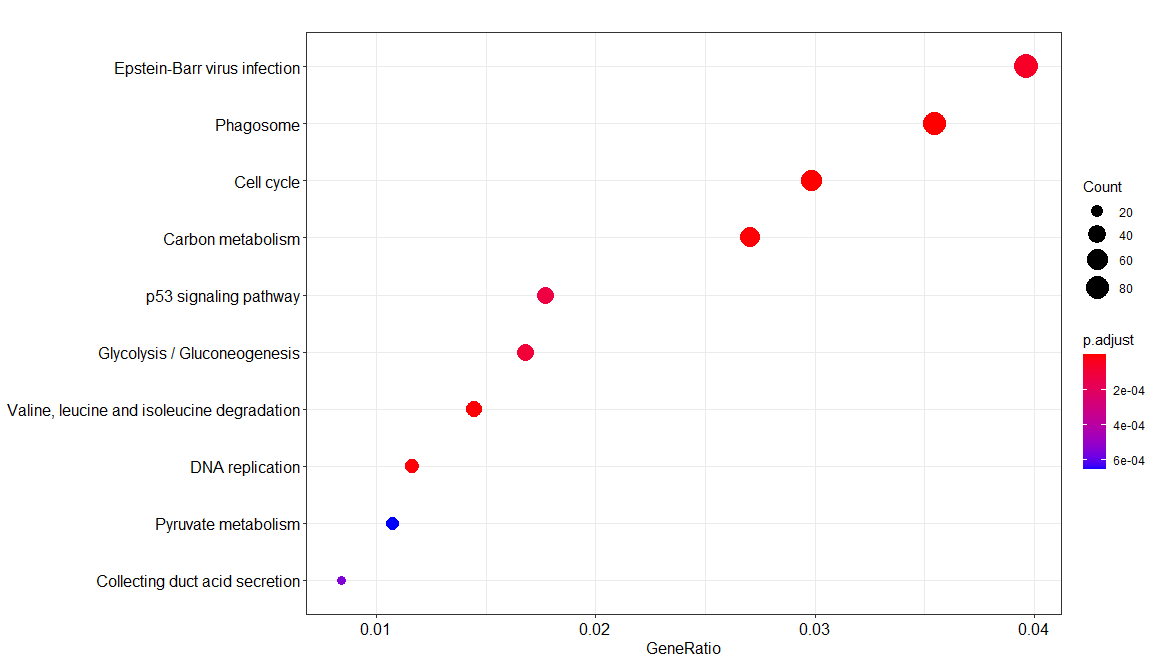 Epstein-Barr virus infection
Phagosome
Cell cycle
Carbon metabolism
p53 signaling pathway
Glycolysis / Gluconeogenesis
Valine, leucine and isoleucine degradation
DNA replication
Pyruvate metabolism
Collecting duct acid secretion
0.01
0.02
0.03
0.04
GeneRatio
Count
20
40
60
80
p.adjust
2e-04
4e-04
6e-04